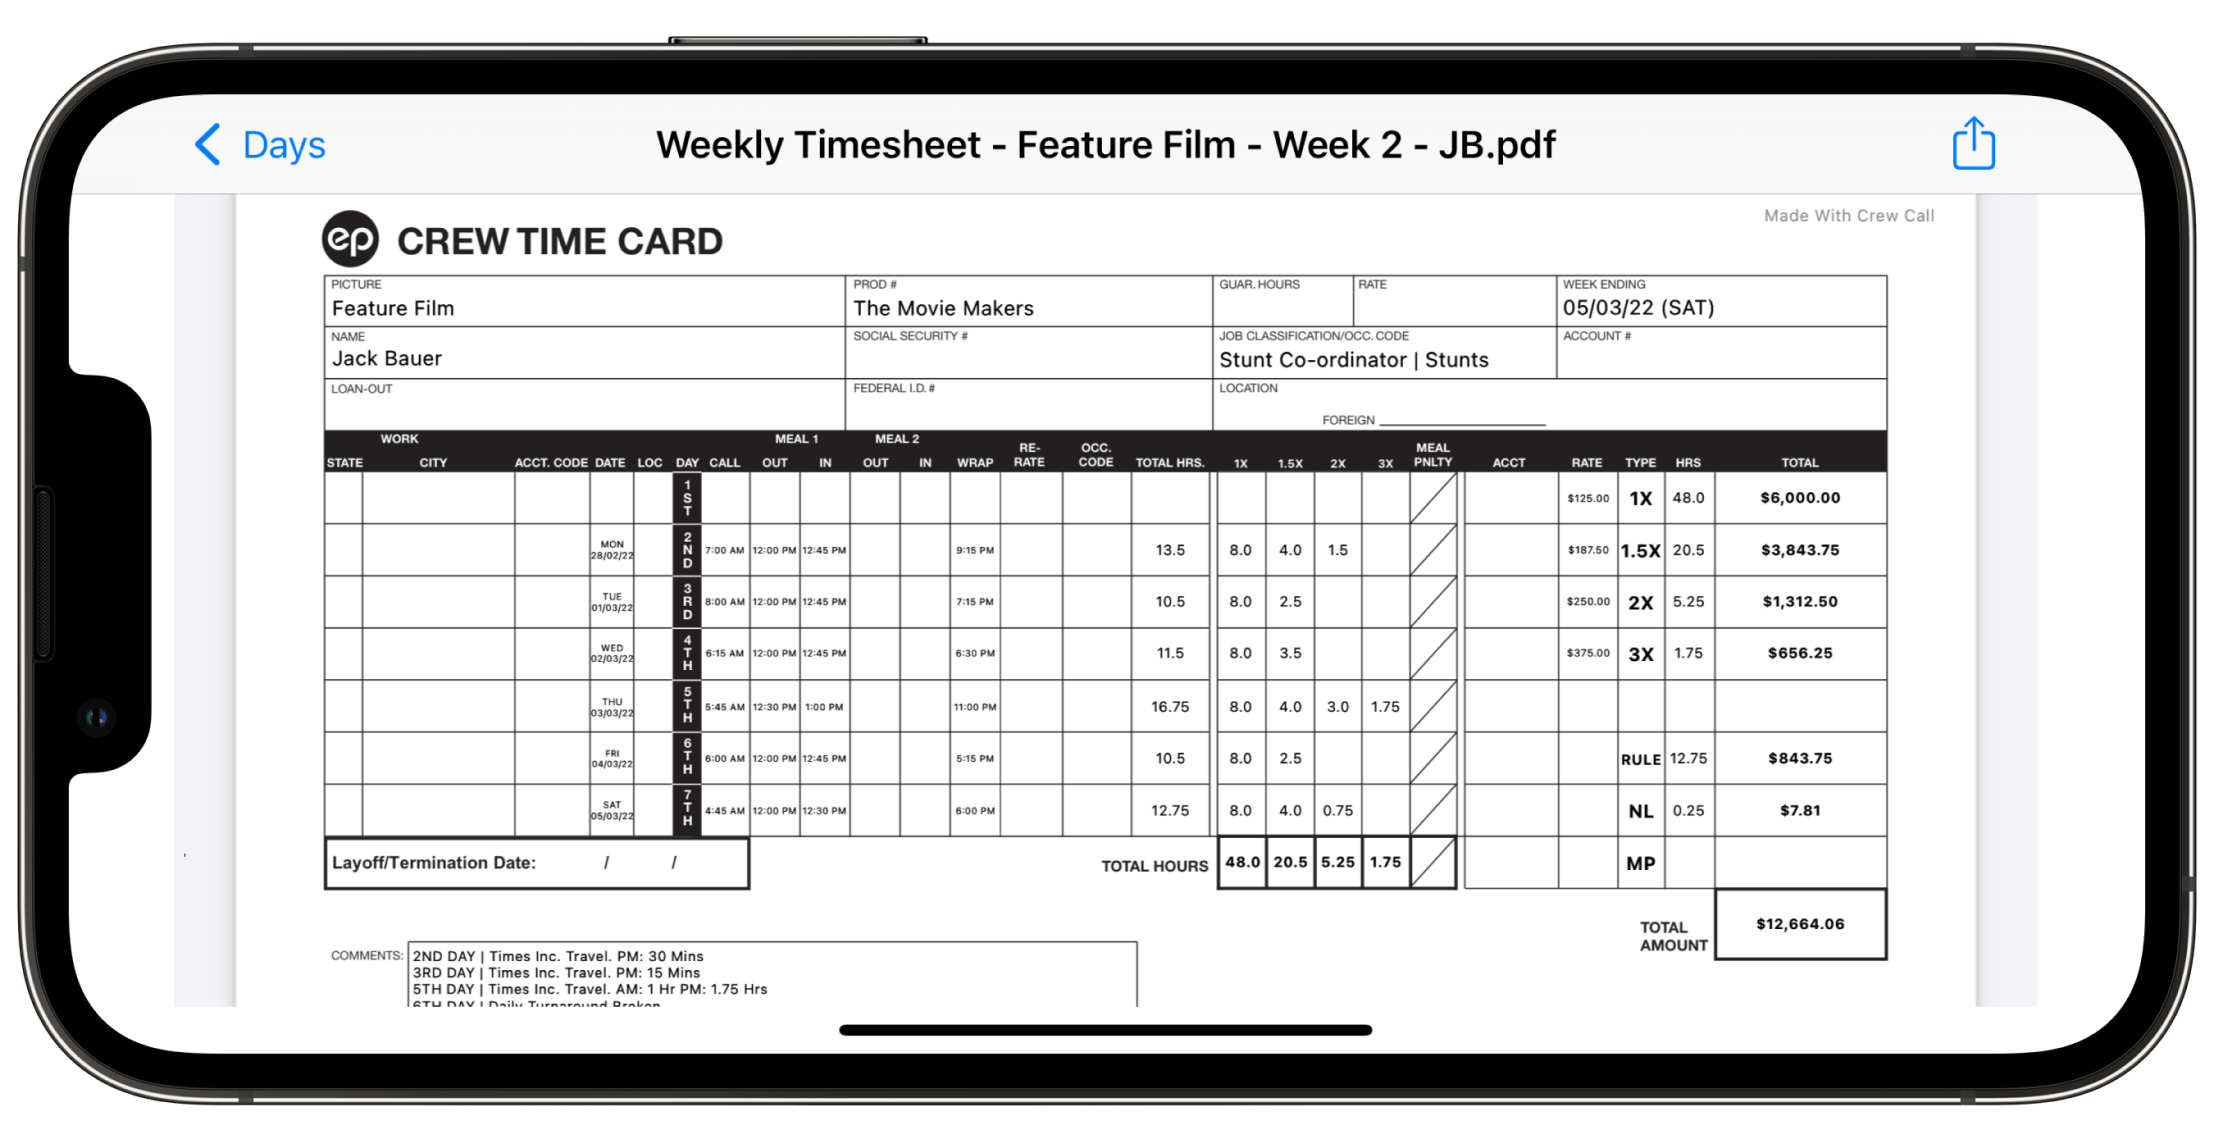 Days
Weekly Timesheet - Feature Film - Week 2 - JB.pdf
Made With Crew Call
ep CREW TIME CARD
PICTURE PROD # GUAR. HOURS RATE WEEK ENDING
Feature Film The Movie Makers 05/03/22 (SAT)
NAME SOCIAL SECURITY # JOB CLASSIFICATION/OCC. CODE ACCOUNT #
Jack Bauer Stunt Co-ordinator | Stunts
LOAN-OUT FEDERAL I.D. # LOCATION
FOREIGN
WORK MEAL 1 MEAL 2 RE- OCC. MEAL
STATE CITY ACCT. CODE DATE LOC DAY CALL OUT IN OUT IN WRAP RATE CODE TOTAL HRS. 1X 1.5X 2X 3X PNLTY ACCT RATE TYPE HRS TOTAL
1ST $125.00 1X 48.0 $6,000.00
MON 28/02/22 2ND 7:00 AM 12:00 PM 12:45 PM 9:15 PM 13.5 8.0 4.0 1.5 $187.50 1.5X 20.5 $3,843.75
TUE 01/03/22 3RD 8:00 AM 12:00 PM 12:45 PM 7:15 PM 10.5 8.0 2.5 $250.00 2X 5.25 $1,312.50
WED 02/03/22 4TH 6:15 AM 12:00 PM 12:45 PM 6:30 PM 11.5 8.0 3.5 $375.00 3X 1.75 $656.25
THU 03/03/22 5TH 5:45 AM 12:30 PM 1:00 PM 11:00 PM 16.75 8.0 4.0 3.0 1.75
FRI 04/03/22 6TH 6:00 AM 12:00 PM 12:45 PM 5:15 PM 10.5 8.0 2.5 RULE 12.75 $843.75
SAT 05/03/22 7TH 4:45 AM 12:00 PM 12:30 PM 6:00 PM 12.75 8.0 4.0 0.75 NL 0.25 $7.81
Layoff/Termination Date: / / TOTAL HOURS 48.0 20.5 5.25 1.75 MP
TOTAL AMOUNT $12,664.06
COMMENTS: 2ND DAY | Times Inc. Travel. PM: 30 Mins
3RD DAY | Times Inc. Travel. PM: 15 Mins
5TH DAY | Times Inc. Travel. AM: 1 Hr PM: 1.75 Hrs
6TH DAY | Daily Turnaround Broken